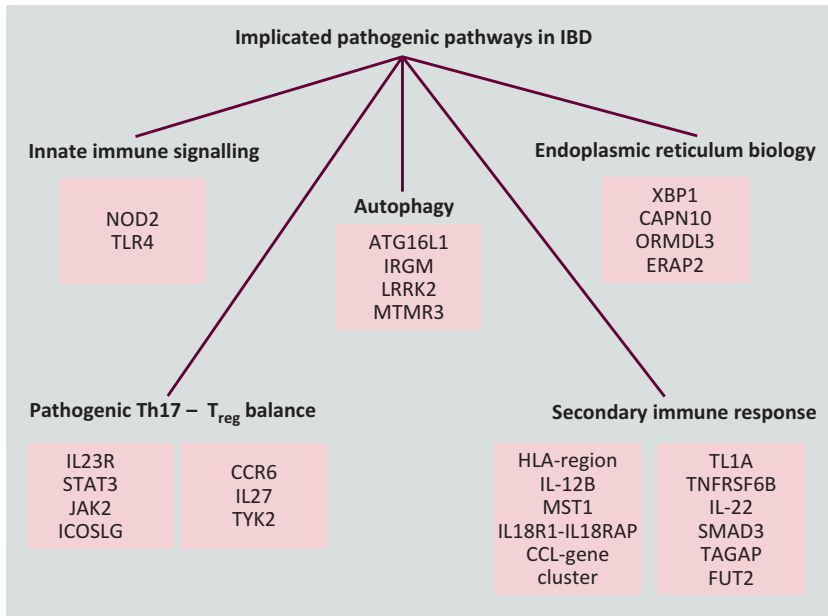 Implicated pathogenic pathways in IBD
Innate immune signalling
NOD2
TLR4
Autophagy
ATG16L1
IRGM
LRRK2
MTMR3
Endoplasmic reticulum biology
XBP1
CAPN10
ORMDL3
ERAP2
Pathogenic Th17 – Treg balance
IL23R
STAT3
JAK2
ICOSLG
CCR6
IL27
TYK2
Secondary immune response
HLA-region
IL-12B
MST1
IL18R1-IL18RAP
CCL-gene
cluster
TL1A
TNFRSF6B
IL-22
SMAD3
TAGAP
FUT2